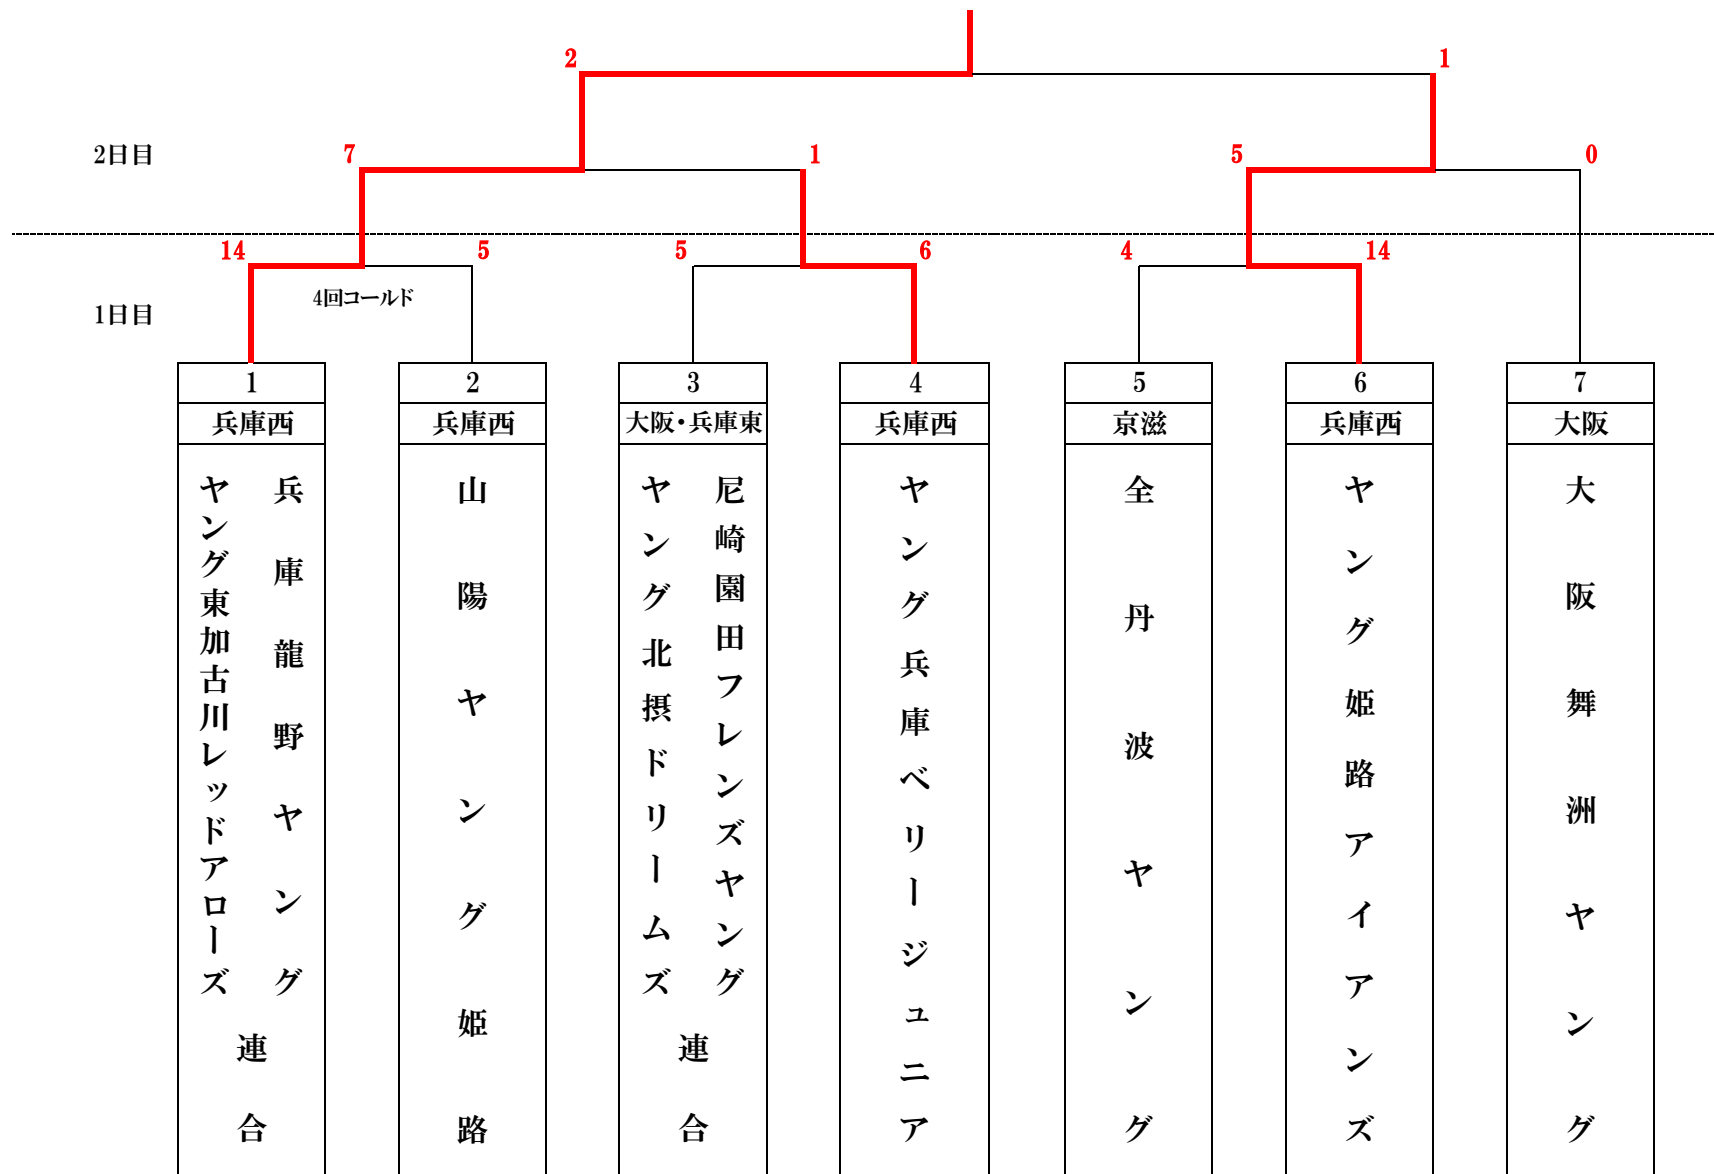 2 1
2日目 7 1 5 0
14 5 5 6 4 14
4回コールド
1日目
1 2 3 4 5 6 7
兵庫西 兵庫西 大阪・兵庫東 兵庫西 京滋 兵庫西 大阪
兵庫龍野ヤング
ヤング東加古川レッドアローズ
連合
山陽ヤング姫路
尼崎園田フレンズヤング
ヤング北摂ドリームズ
連合
ヤング兵庫ベリージュニア
全丹波ヤング
ヤング姫路アイアンズ
大阪舞洲ヤング